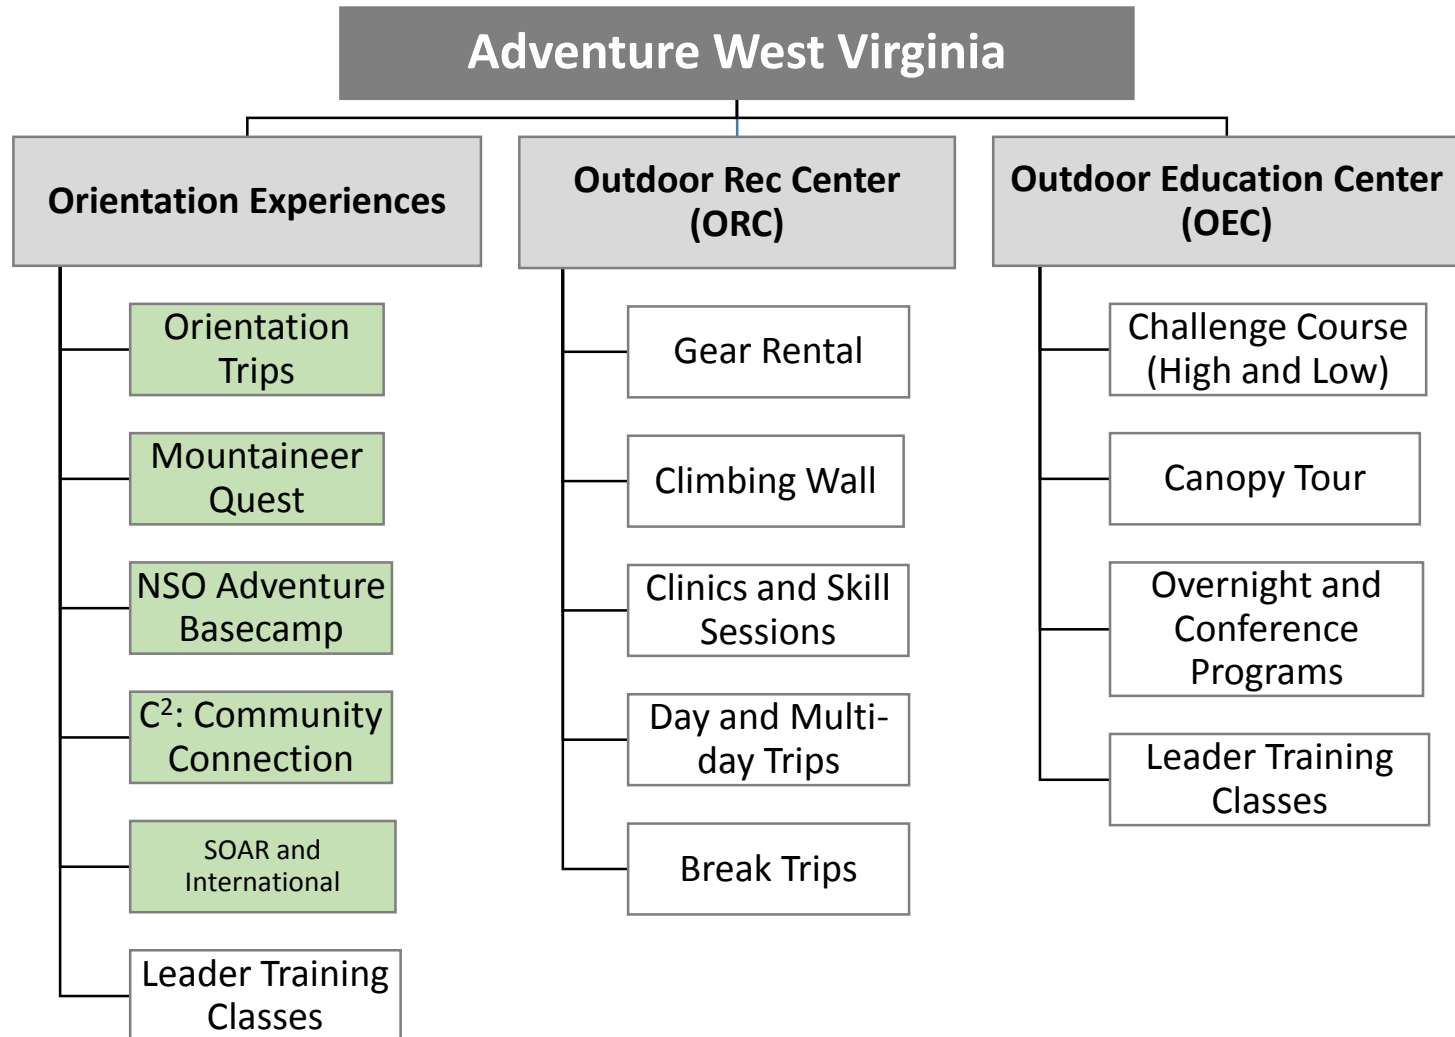 Adventure West Virginia
Orientation Experiences
Orientation
Trips
Mountaineer
Quest
NSO Adventure
Basecamp
C²: Community
Connection
SOAR and
International
Leader Training
Classes
Outdoor Rec Center
(ORC)
Gear Rental
Climbing Wall
Clinics and Skill
Sessions
Day and Multi-
day Trips
Break Trips
Outdoor Education Center
(OEC)
Challenge Course
(High and Low)
Canopy Tour
Overnight and
Conference
Programs
Leader Training
Classes